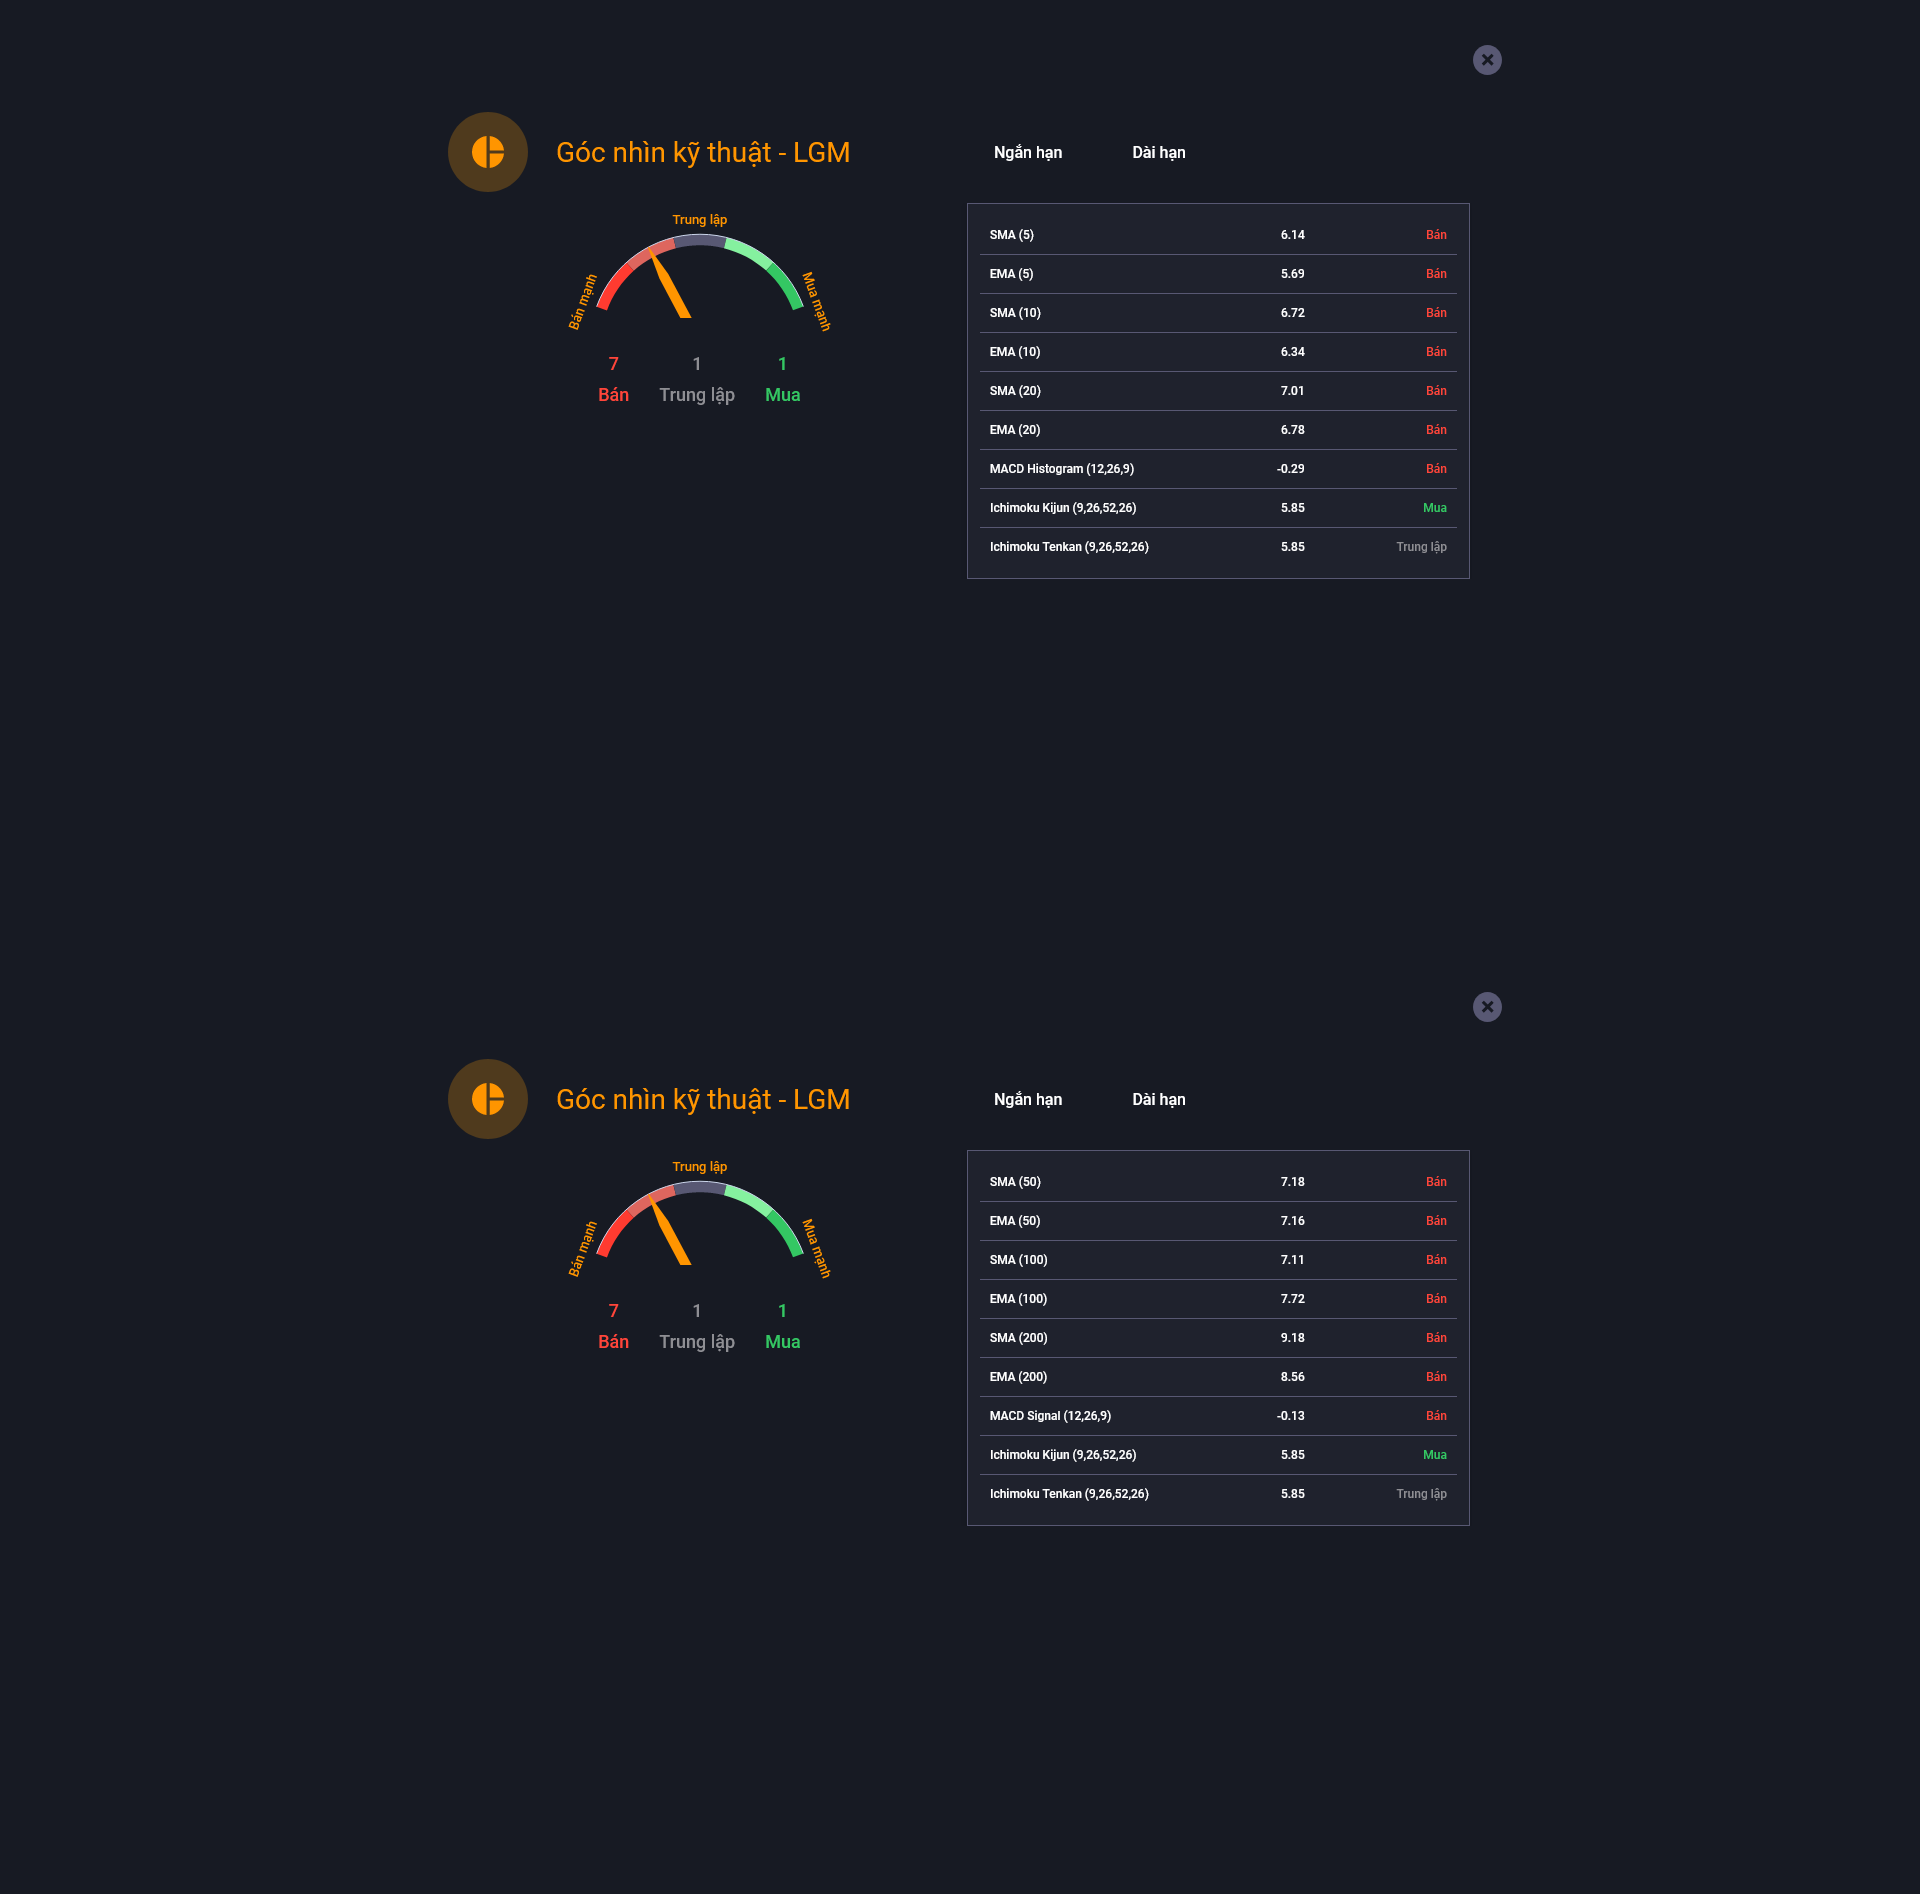 Góc nhìn kỹ thuật - LGM
Ngắn hạn Dài hạn
Trung lập
Bán mạnh
Mua mạnh
7 1 1
Bán Trung lập Mua
SMA (5) 6.14 Bán
EMA (5) 5.69 Bán
SMA (10) 6.72 Bán
EMA (10) 6.34 Bán
SMA (20) 7.01 Bán
EMA (20) 6.78 Bán
MACD Histogram (12,26,9) -0.29 Bán
Ichimoku Kijun (9,26,52,26) 5.85 Mua
Ichimoku Tenkan (9,26,52,26) 5.85 Trung lập
Góc nhìn kỹ thuật - LGM
Ngắn hạn Dài hạn
Trung lập
Bán mạnh
Mua mạnh
7 1 1
Bán Trung lập Mua
SMA (50) 7.18 Bán
EMA (50) 7.16 Bán
SMA (100) 7.11 Bán
EMA (100) 7.72 Bán
SMA (200) 9.18 Bán
EMA (200) 8.56 Bán
MACD Signal (12,26,9) -0.13 Bán
Ichimoku Kijun (9,26,52,26) 5.85 Mua
Ichimoku Tenkan (9,26,52,26) 5.85 Trung lập